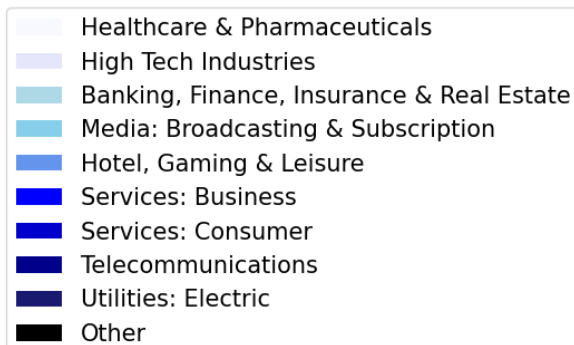 Healthcare & Pharmaceuticals
High Tech Industries
Banking, Finance, Insurance & Real Estate
Media: Broadcasting & Subscription
Hotel, Gaming & Leisure
Services: Business
Services: Consumer
Telecommunications
Utilities: Electric
Other